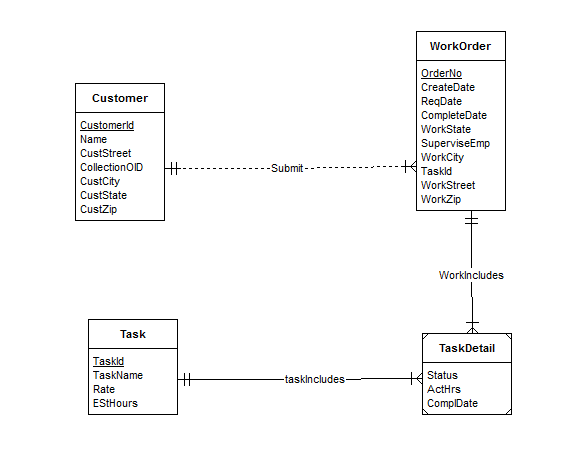 WorkOrder
OrderNo
CreateDate
ReqDate
CompleteDate
WorkState
SuperviseEmp
WorkCity
TaskId
WorkStreet
WorkZip
Customer
CustomerId
Name
CustStreet
CollectionOID
CustCity
CustState
CustZip
Submit
WorkIncludes
Task
TaskId
TaskName
Rate
EStHours
taskIncludes
TaskDetail
Status
ActHrs
ComplDate